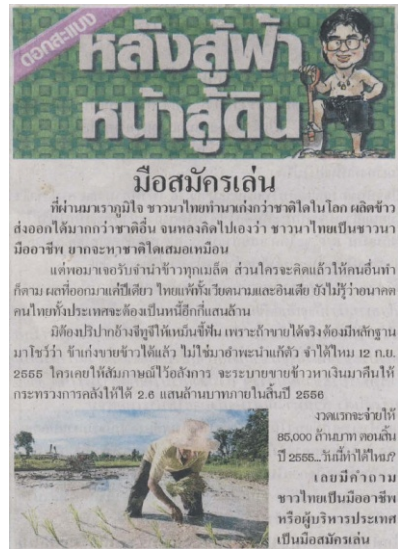 ดอกสะแบง
หลังสู้ฟ้า
หน้าสู้ดิน
มือสมัครเล่น
ที่ผ่านมาเราภูมิใจ ชาวนาไทยทำนาเก่งกว่าชาติใดในโลก ผลิตข้าว
ส่งออกได้มากกว่าชาติอื่น จนหลงคิดไปเองว่า ชาวนาไทยเป็นชาวนา
มืออาชีพ ยากจะหาชาติใดเสมอเหมือน
แต่พอมาเจอรับจำนำข้าวทุกเมล็ด ส่วนใครจะคิดแล้วให้คนอื่นทำ
ก็ตาม ผลที่ออกมาแค่ปีเดียว ไทยแพ้ทั้งเวียดนามและอินเดีย ยังไม่รู้ว่าอนาคต
คนไทยทั้งประเทศจะต้องเป็นหนี้อีกกี่แสนล้าน
มิต้องปริปากอ้างจีทูจีให้เหม็นขี้ฟัน เพราะถ้าขายได้จริงต้องมีหลักฐาน
มาโชว์ว่า ข้าเก่งขายข้าวได้แล้ว ไม่ใช่มาอำพะนำแก้ตัว จำได้ไหม 12 ก.ย.
2555 ใครเคยให้สัมภาษณ์ไว้อลังการ จะระบายขายข้าวหาเงินมาคืนให้
กระทรวงการคลังให้ได้ 2.6 แสนล้านบาทภายในสิ้นปี 2556
งวดแรกจะจ่ายให้
85,000 ล้านบาท ตอนสิ้น
ปี 2555...วันนี้ทำได้ไหม?
เลยมีคำถาม
ชาวไทยเป็นมืออาชีพ
หรือผู้บริหารประเทศ
เป็นมือสมัครเล่น